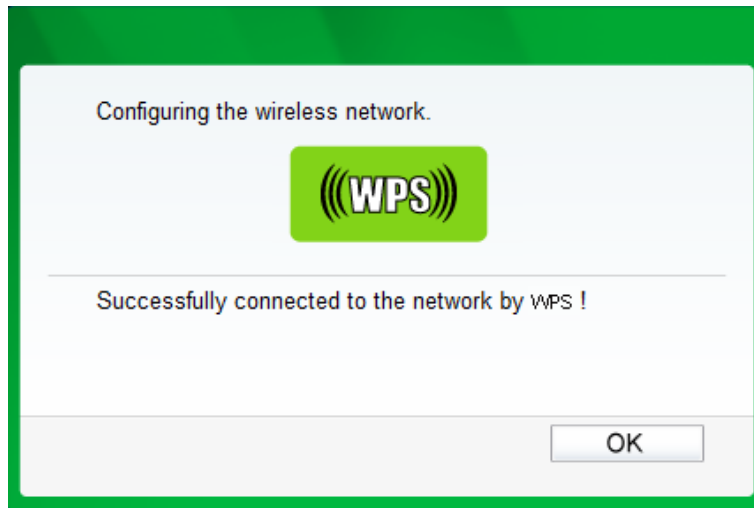 Configuring the wireless network.
(((WPS)))
Successfully connected to the network by WPS !
OK